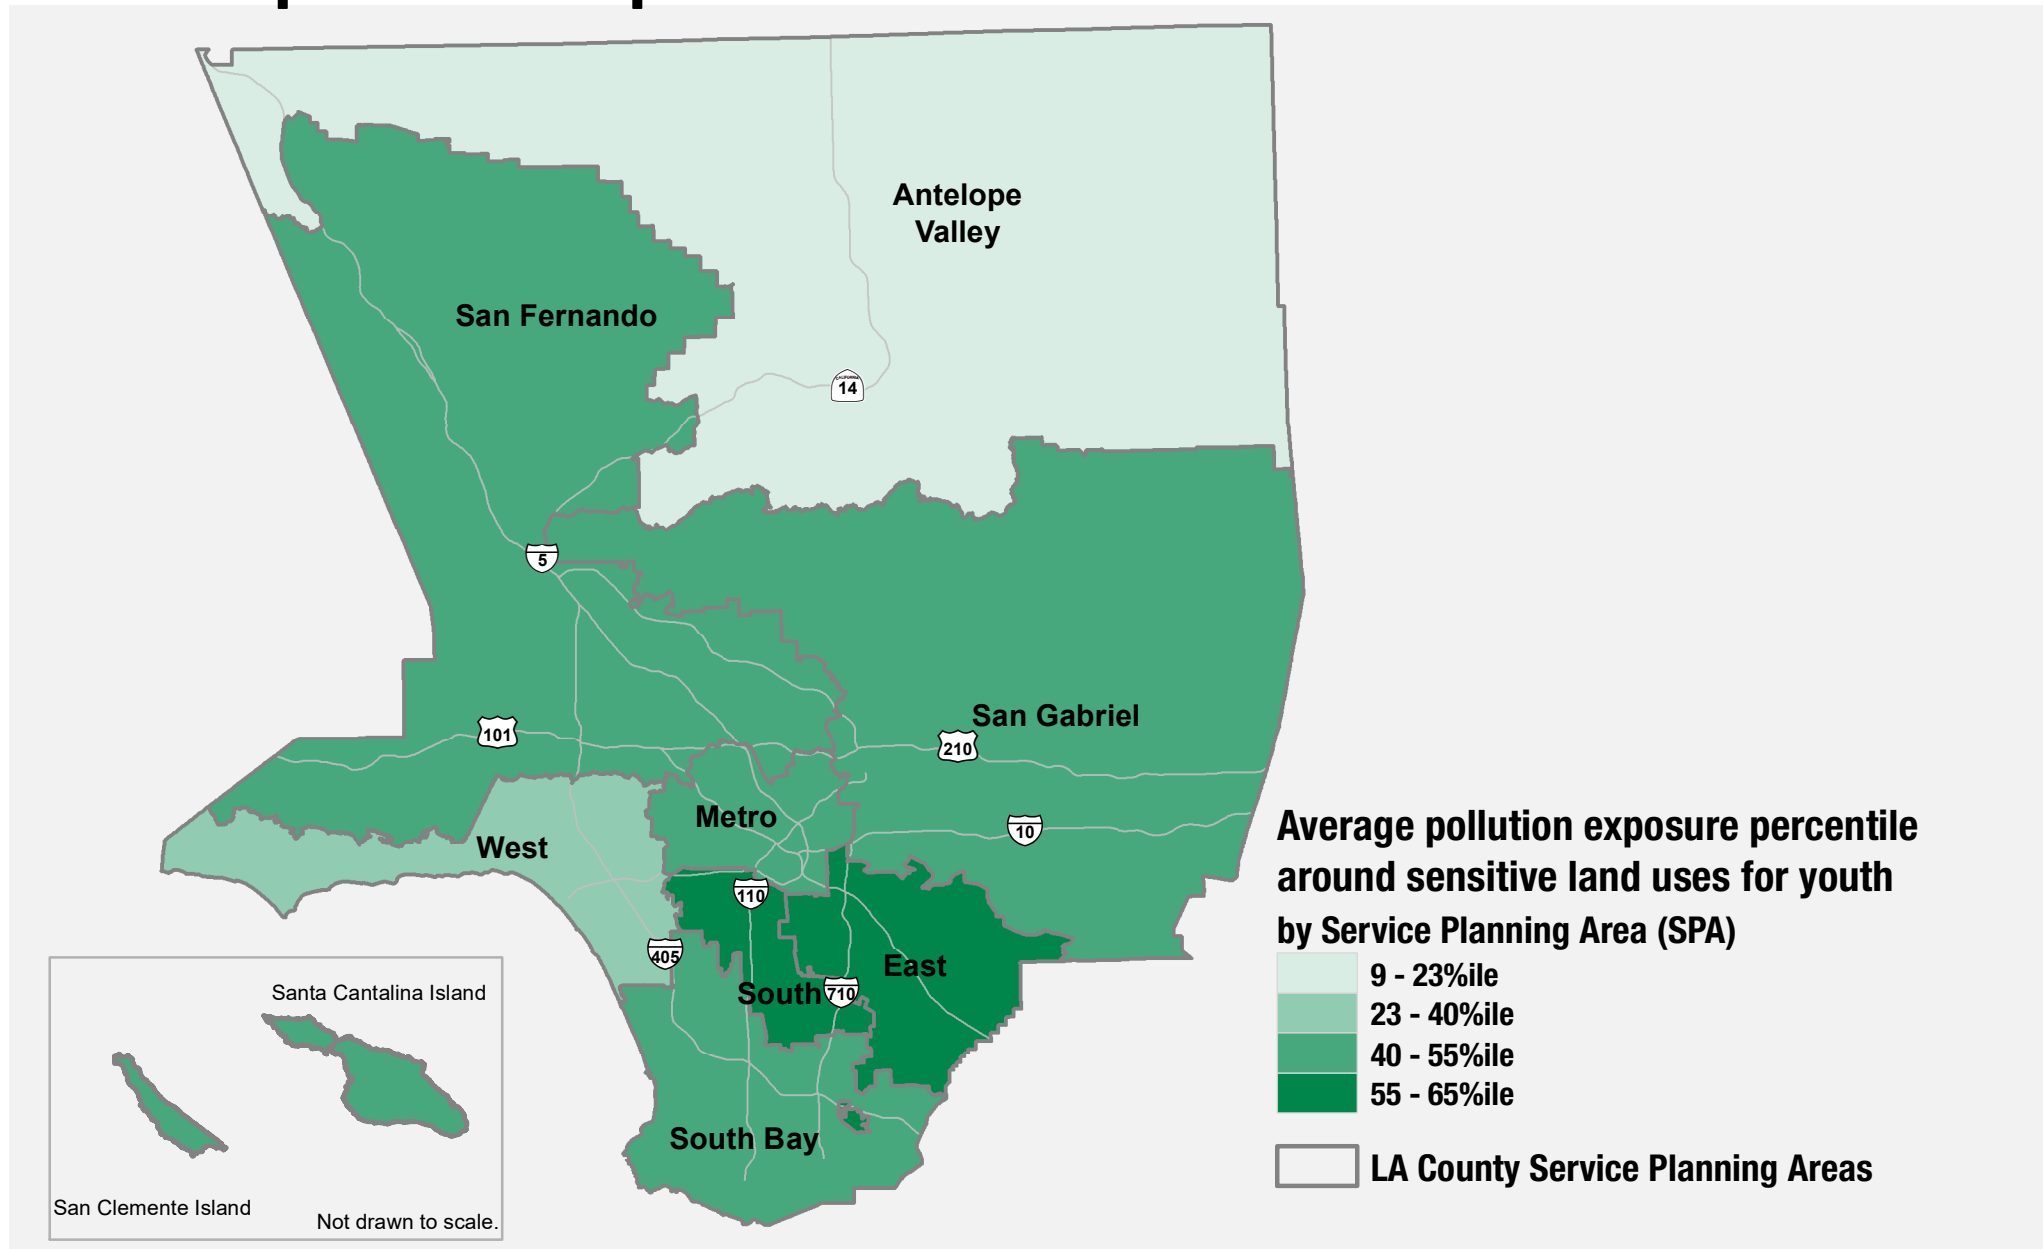 Antelope
Valley
San Fernando
CALIFORNIA
14
5
San Gabriel
101
210
Metro
10
West
110
405
East
South
710
South Bay
Average pollution exposure percentile
around sensitive land uses for youth
by Service Planning Area (SPA)
9 - 23%ile
23 - 40%ile
40 - 55%ile
55 - 65%ile
LA County Service Planning Areas
Santa Cantalina Island
San Clemente Island
Not drawn to scale.